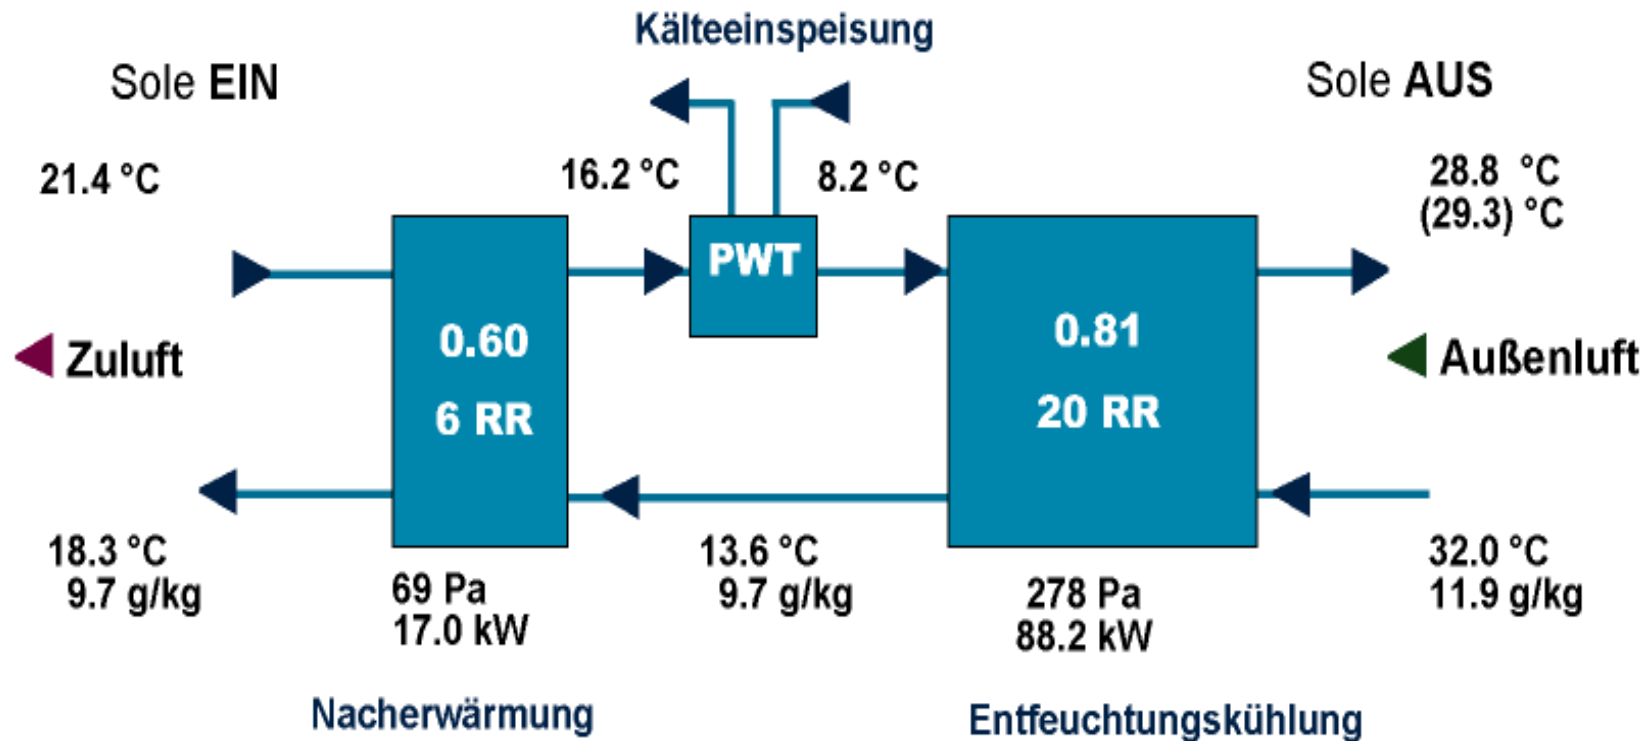 Kälteeinspeisung
Sole EIN
Sole AUS
21.4 °C
16.2 °C
8.2 °C
28.8 °C
(29.3) °C
PWT
0.60
6 RR
0.81
20 RR
Zuluft
Außenluft
18.3 °C
9.7 g/kg
69 Pa
17.0 kW
13.6 °C
9.7 g/kg
278 Pa
88.2 kW
32.0 °C
11.9 g/kg
Nacherwärmung
Entfeuchtungskühlung